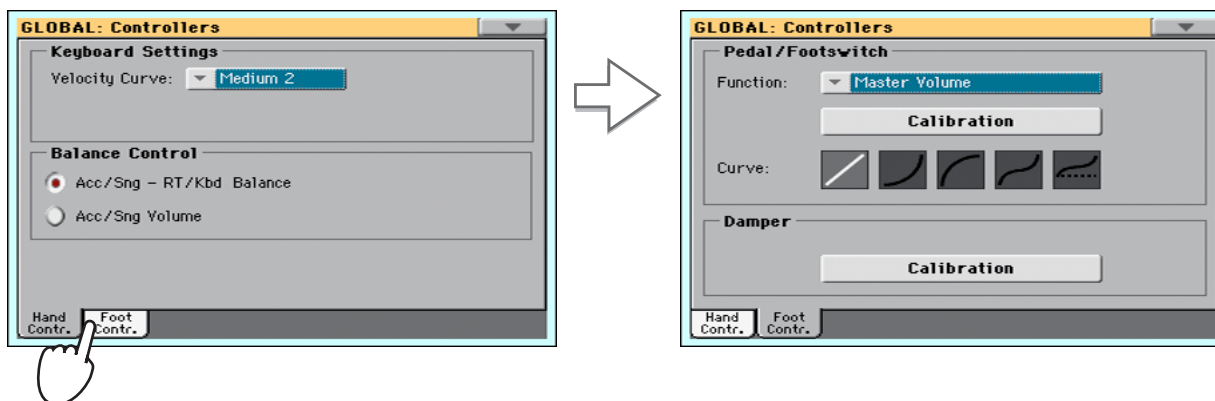 GLOBAL: Controllers
Keyboard Settings
Velocity Curve: Medium 2
Balance Control
Acc/Sng - RT/Kbd Balance
Acc/Sng Volume
Hand Contr.
Foot Contr.
GLOBAL: Controllers
Pedal/Footswitch
Function: Master Volume
Calibration
Curve:
Damper
Calibration
Hand Contr.
Foot Contr.